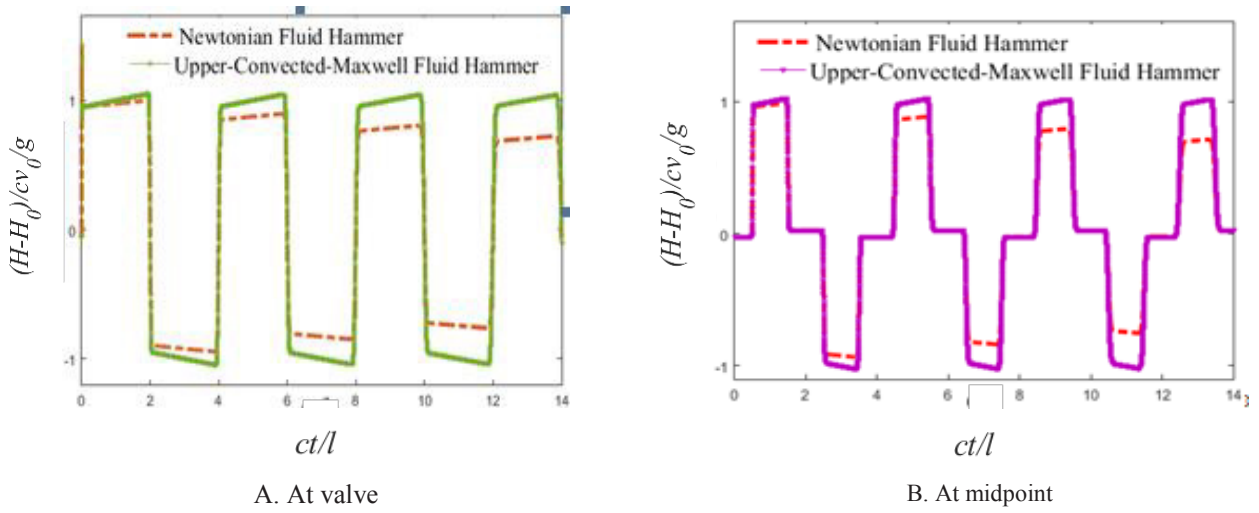 Newtonian Fluid Hammer
Upper-Convected-Maxwell Fluid Hammer
(H-H0)/cv0/g
1
0
-1
0 2 4 6 8 10 12 14
ct/l
A. At valve
Newtonian Fluid Hammer
Upper-Convected-Maxwell Fluid Hammer
(H-H0)/cv0/g
1
0
-1
0 2 4 6 8 10 12 14
ct/l
B. At midpoint